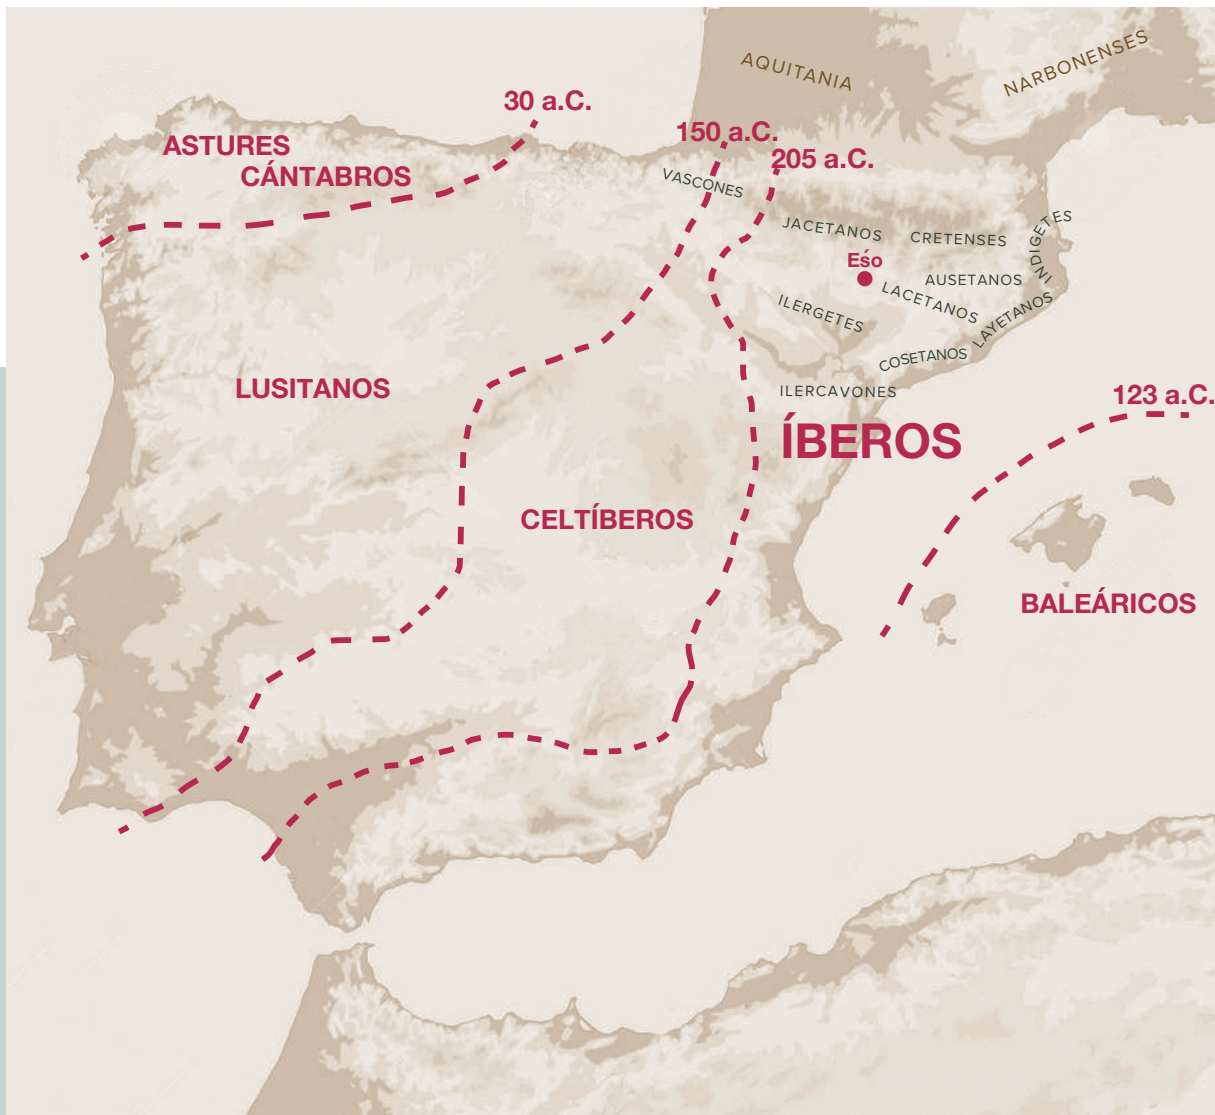 AQUITANIA
NARBONENSES
30 a.C.
150 a.C.
205 a.C.
ASTURES
CÁNTABROS
VASCONES
JACETANOS
CRETENSES
INDIGETES
Eśo
AUSETANOS
LACETANOS
ILERGETES
LAYETANOS
COSETANOS
ILERCAVONES
LUSITANOS
123 a.C.
ÍBEROS
CELTÍBEROS
BALEÁRICOS